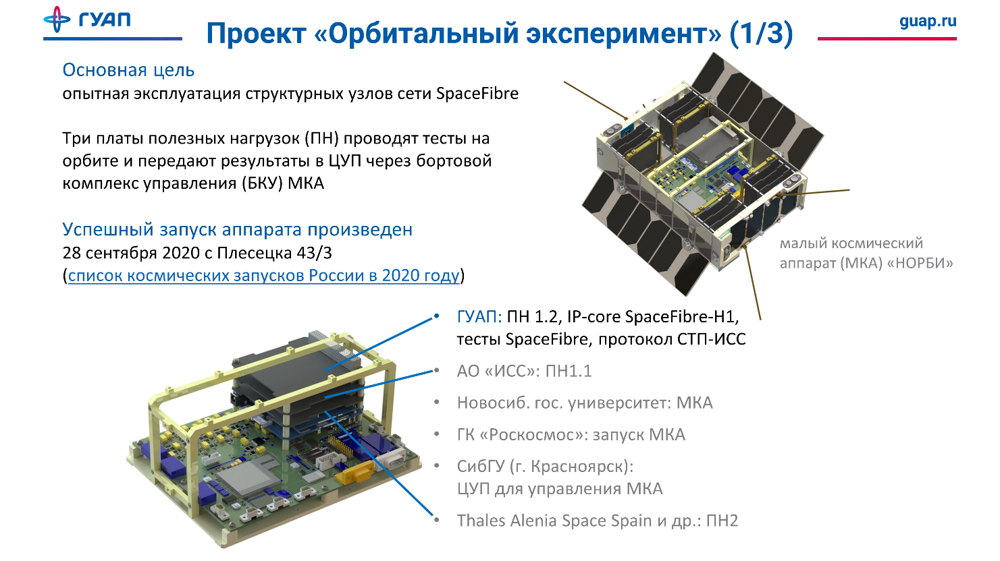 ГУАП
Проект «Орбитальный эксперимент» (1/3)
guap.ru
Основная цель
опытная эксплуатация структурных узлов сети SpaceFibre
Три платы полезных нагрузок (ПН) проводят тесты на
орбите и передают результаты в ЦУП через бортовой
комплекс управления (БКУ) МКА
Успешный запуск аппарата произведен
28 сентября 2020 с Плесецка 43/3
(список космических запусков России в 2020 году)
малый космический
аппарат (МКА) «НОРБИ»
• ГУАП: ПН 1.2, IP-core SpaceFibre-H1,
тесты SpaceFibre, протокол СТП-ИСС
• АО «ИСС»: ПН1.1
• Новосиб. гос. университет: МКА
• ГК «Роскосмос»: запуск МКА
• СибГУ (г. Красноярск):
ЦУП для управления МКА
• Thales Alenia Space Spain и др.: ПН2